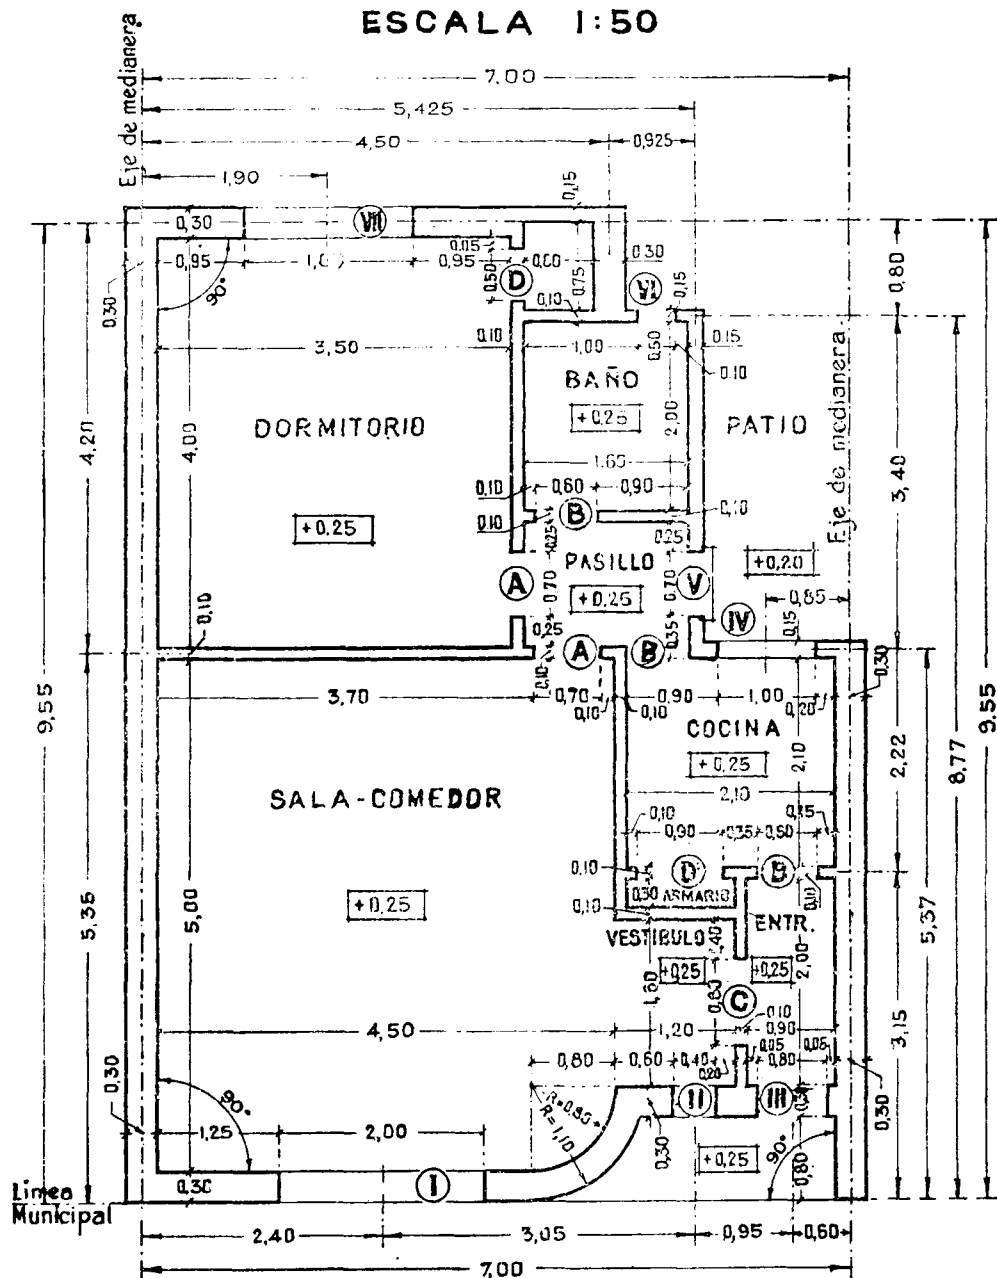 ESCALA 1:50
Eje de medianera
7,00
5,425
4,50 0,925
1,90 0,15
0,30 VII
0,95 0,95 0,05 0,30
90° 0,50 D 0,75 VI 0,15 0,80
0,30 0,10
3,50 0,10 1,00 0,15
0,10
BAÑO
DORMITORIO +0,25 PATIO
4,20 4,00 2,00 3,40
Eje de medianera
1,60
0,10 0,60 0,90
0,10 B 0,10
+0,25 0,25 0,25
PASILLO +0,20
A 0,70 +0,25 0,70 V
0,85
0,10 0,25 0,35 IV 0,15
A B 0,30
3,70 0,10 0,70 0,90 1,00
0,10 0,10 0,20
9,55 COCINA 9,55
+0,25 2,10 2,22 8,77
SALA-COMEDOR 2,10
0,10 0,90 0,35 0,60 0,15
0,10 D B
0,30 ARMARIO 0,10
5,35 5,00 +0,25 0,10 5,37
VESTIBULO 0,40 ENTR.
+0,25 +0,25 2,00
1,60 0,80 C
4,50 1,20 0,10 0,90 3,15
0,05 0,05
0,80 0,60 0,40 0,80
0,20
0,30 90° R=0,80 II III 0,30
R=1,10
1,25 2,00 0,30 +0,25 90° 0,80
0,30 I
Línea
Municipal
2,40 3,05 0,95 0,60
7,00